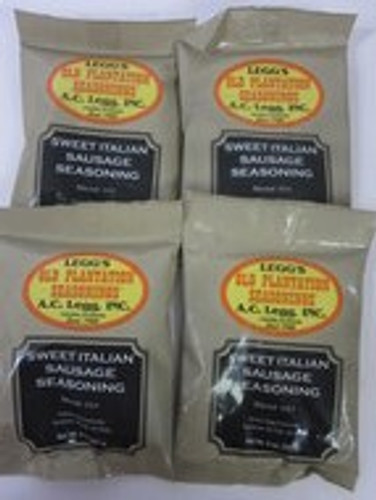 LEGG'S
OLD PLANTATION
SEASONINGS
A.C. LEGG, INC.
SWEET ITALIAN
SAUSAGE
SEASONING
LEGG'S
OLD PLANTATION
SEASONINGS
A.C. LEGG, INC.
SWEET ITALIAN
SAUSAGE
SEASONING
LEGG'S
OLD PLANTATION
SEASONINGS
A.C. LEGG, INC.
SWEET ITALIAN
SAUSAGE
SEASONING
LEGG'S
OLD PLANTATION
SEASONINGS
A.C. LEGG, INC.
SWEET ITALIAN
SAUSAGE
SEASONING